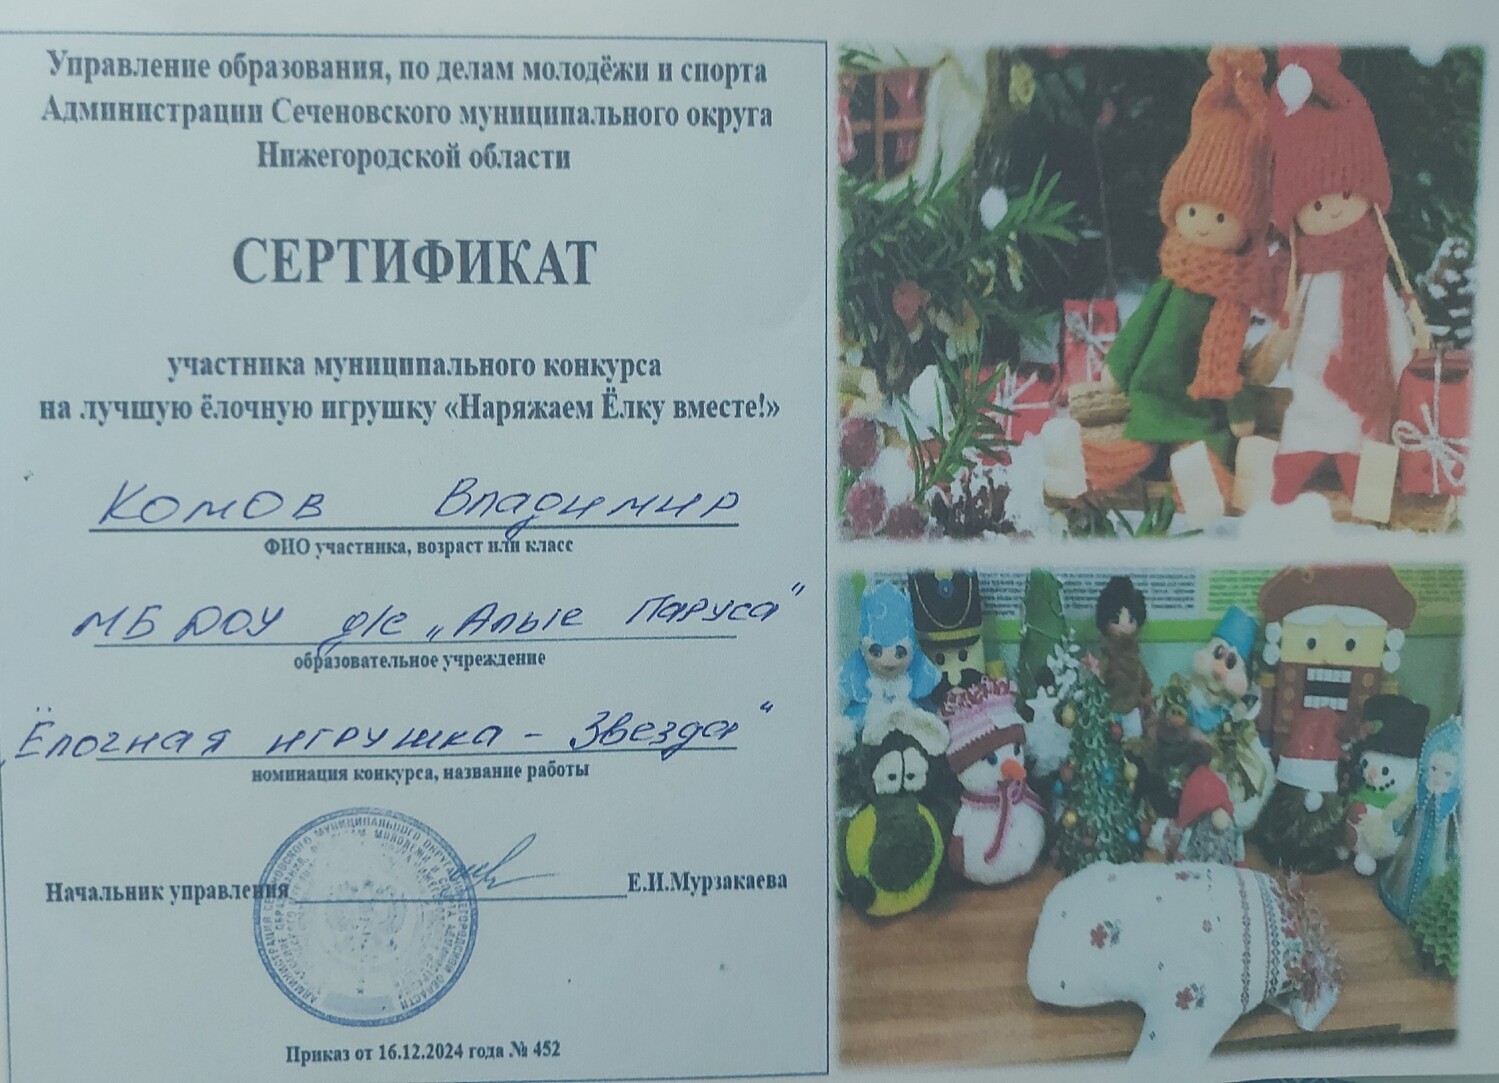 Управление образования, по делам молодёжи и спорта
Администрации Сеченовского муниципального округа
Нижегородской области
СЕРТИФИКАТ
участника муниципального конкурса
на лучшую ёлочную игрушку «Наряжаем Ёлку вместе!»
Комов Владимир
ФИО участника, возраст или класс
МБДОУ д/с „Алые Паруса"
образовательное учреждение
„Ёлочная игрушка - Звезда"
номинация конкурса, название работы
Начальник управления Е.И.Мурзакаева
Приказ от 16.12.2024 года № 452